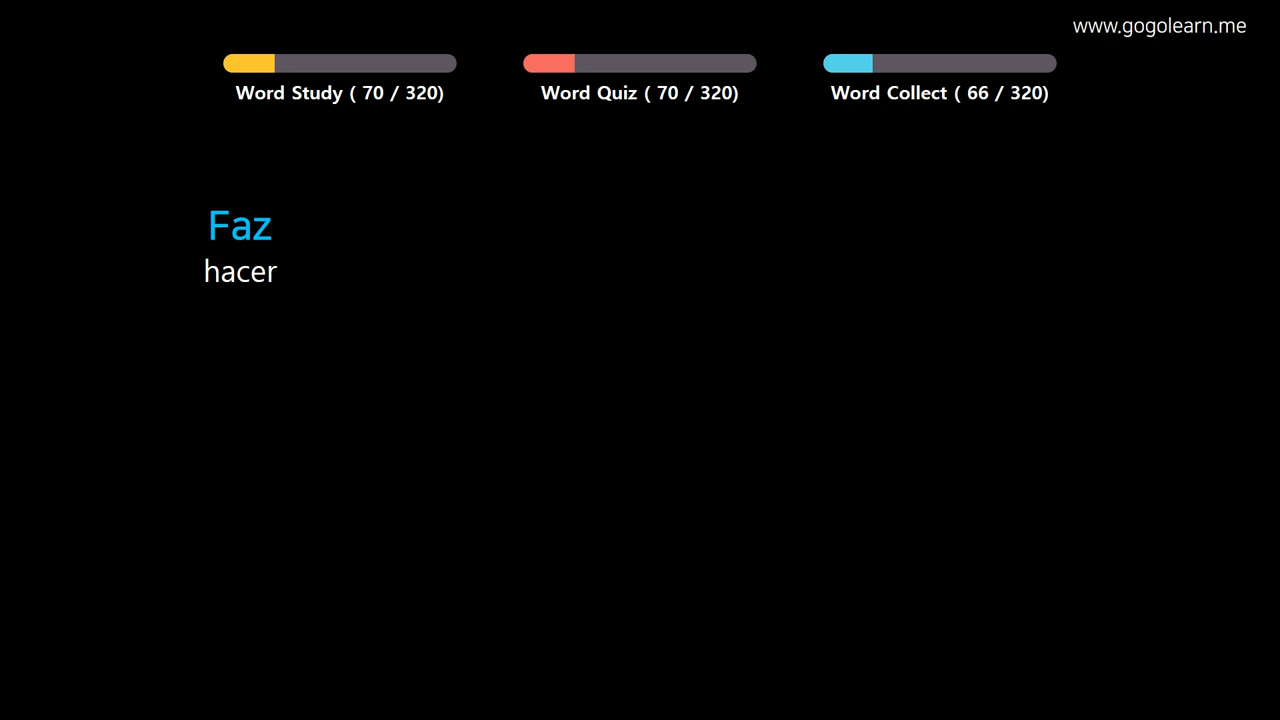 www.gogolearn.me
Word Study ( 70 / 320)
Word Quiz ( 70 / 320)
Word Collect ( 66 / 320)
Faz
hacer